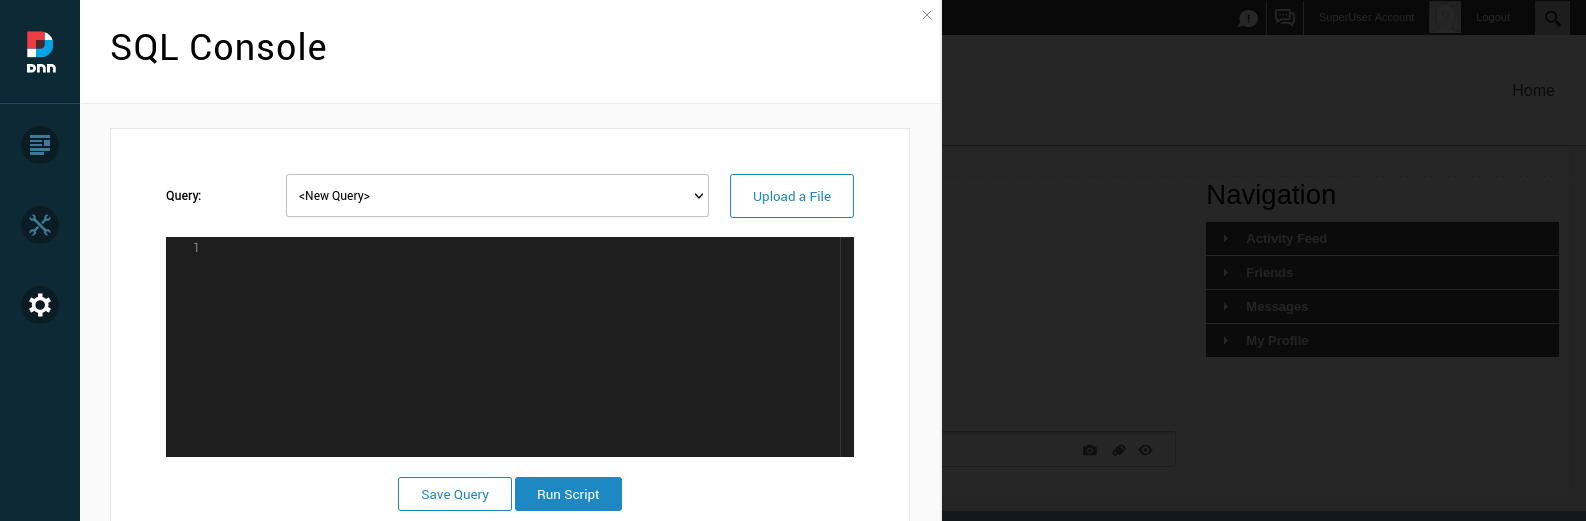 dnn
SQL Console
Query:
<New Query>
Upload a File
1
Save Query
Run Script
SuperUser Account
Logout
Home
Navigation
Activity Feed
Friends
Messages
My Profile